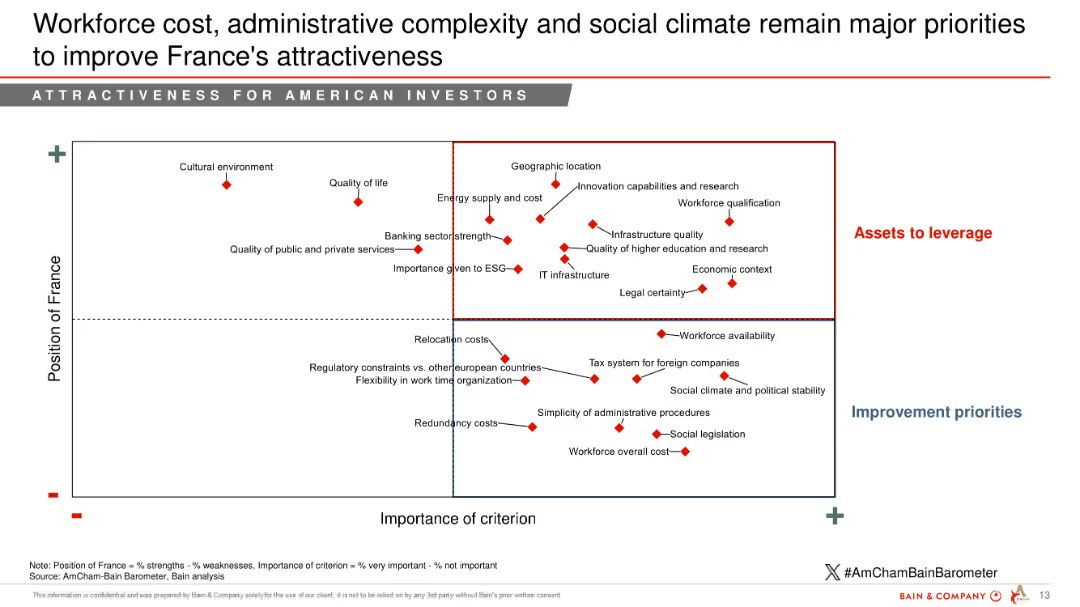 Workforce cost, administrative complexity and social climate remain major priorities
to improve France's attractiveness
ATTRACTIVENESS FOR AMERICAN INVESTORS
+
Cultural environment
Geographic location
Quality of life
Innovation capabilities and research
Energy supply and cost
Workforce qualification
Banking sector strength
Infrastructure quality
Assets to leverage
Quality of public and private services
Quality of higher education and research
Importance given to ESG
IT infrastructure
Economic context
Legal certainty
Position of France
Workforce availability
Relocation costs
Regulatory constraints vs. other european countries
Tax system for foreign companies
Flexibility in work time organization
Social climate and political stability
Simplicity of administrative procedures
Improvement priorities
Redundancy costs
Social legislation
Workforce overall cost
-
-
Importance of criterion
+
Note: Position of France = % strengths - % weaknesses, Importance of criterion = % very important - % not important
Source: AmCham-Bain Barometer, Bain analysis
#AmChamBainBarometer
This information is confidential and was prepared by Bain & Company solely for the use of our client; it is not to be relied on by any 3rd party without Bain's prior written consent
BAIN & COMPANY
13